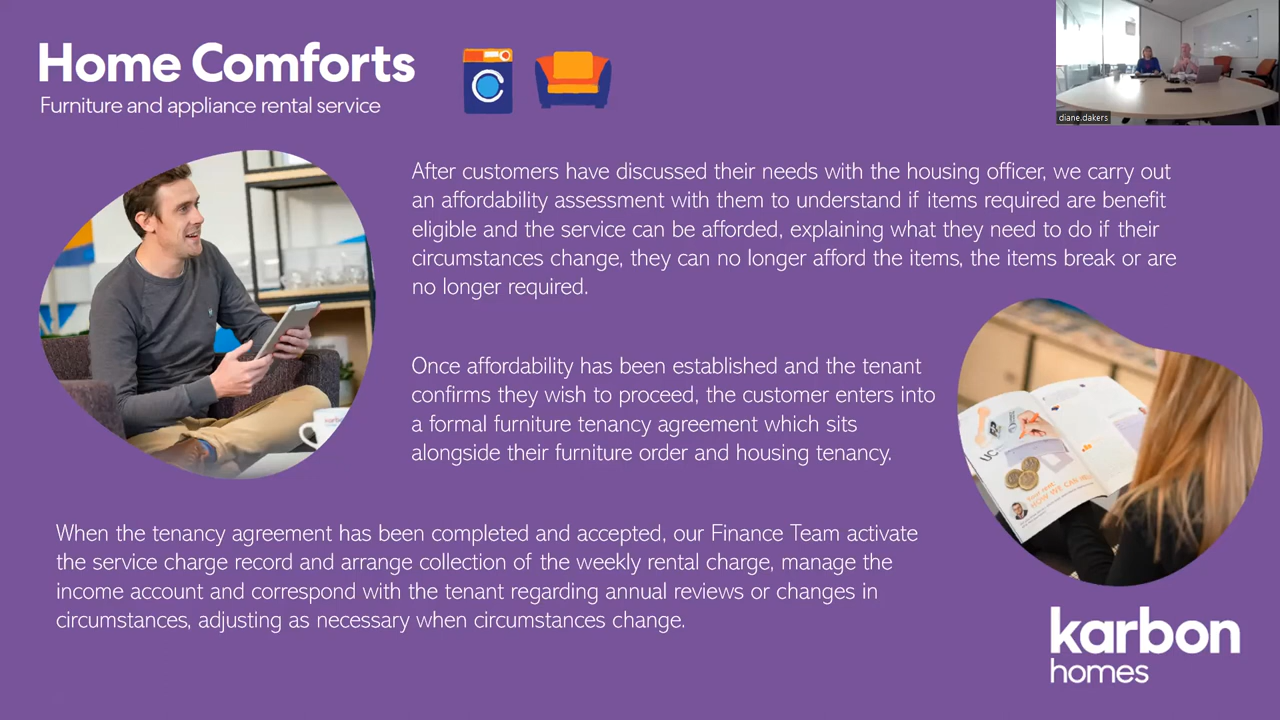 Home Comforts
Furniture and appliance rental service
diane.dakers
After customers have discussed their needs with the housing officer, we carry out
an affordability assessment with them to understand if items required are benefit
eligible and the service can be afforded, explaining what they need to do if their
circumstances change, they can no longer afford the items, the items break or are
no longer required.
Once affordability has been established and the tenant
confirms they wish to proceed, the customer enters into
a formal furniture tenancy agreement which sits
alongside their furniture order and housing tenancy.
UC
HOW WE CAN
When the tenancy agreement has been completed and accepted, our Finance Team activate
the service charge record and arrange collection of the weekly rental charge, manage the
income account and correspond with the tenant regarding annual reviews or changes in
circumstances, adjusting as necessary when circumstances change.
karbon
homes